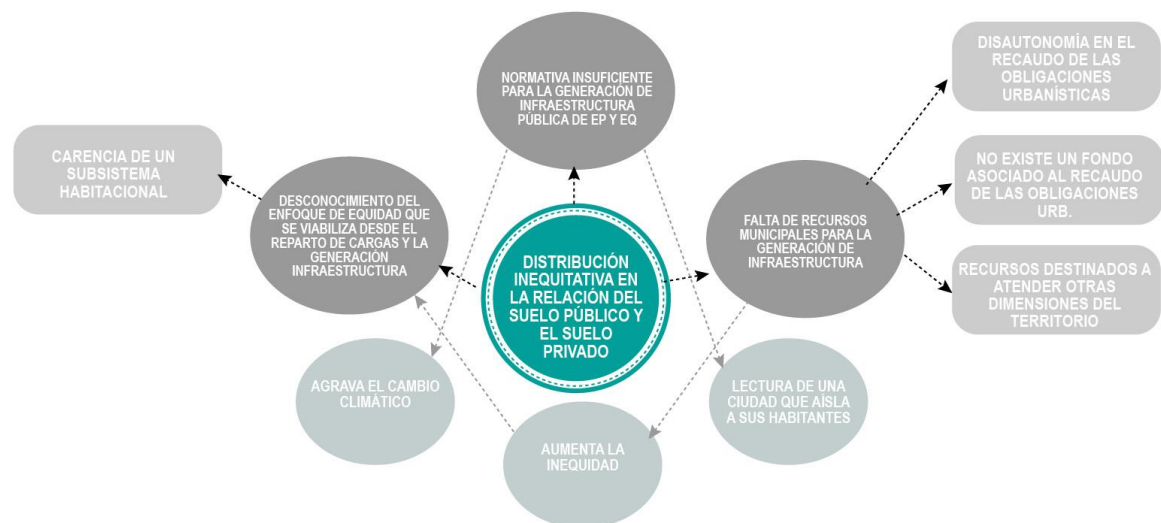 NORMATIVA INSUFICIENTE
PARA LA GENERACIÓN DE
INFRAESTRUCTURA
PÚBLICA DE EP Y EQ
DISAUTONOMÍA EN EL
RECAUDO DE LAS
OBLIGACIONES
URBANÍSTICAS
CARENCIA DE UN
SUBSISTEMA
HABITACIONAL
NO EXISTE UN FONDO
ASOCIADO AL RECAUDO
DE LAS OBLIGACIONES
URB.
DESCONOCIMIENTO DEL
ENFOQUE DE EQUIDAD QUE
SE VIABILIZA DESDE EL
REPARTO DE CARGAS Y LA
GENERACIÓN
INFRAESTRUCTURA
FALTA DE RECURSOS
MUNICIPALES PARA LA
GENERACIÓN DE
INFRAESTRUCTURA
DISTRIBUCIÓN
INEQUITATIVA EN
LA RELACIÓN DEL
SUELO PÚBLICO Y
EL SUELO
PRIVADO
RECURSOS DESTINADOS A
ATENDER OTRAS
DIMENSIONES DEL
TERRITORIO
AGRAVA EL CAMBIO
CLIMÁTICO
LECTURA DE UNA
CIUDAD QUE AÍSLA
A SUS HABITANTES
AUMENTA LA
INEQUIDAD